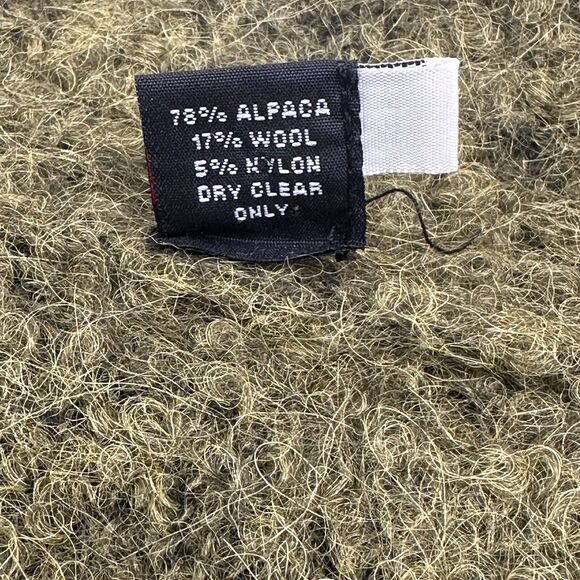 78% ALPACA
17% WOOL
5% NYLON
DRY CLEAR
ONLY